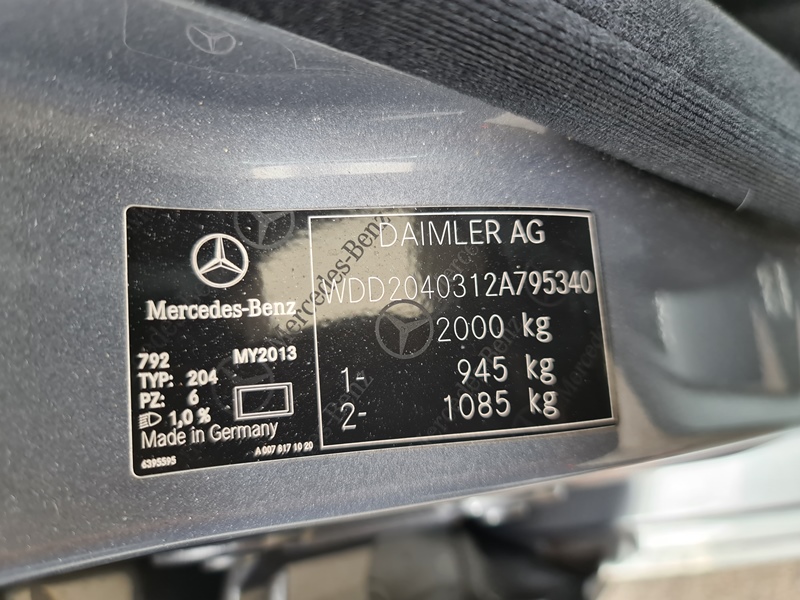 Mercedes-Benz
792 MY2013
TYP: 204
PZ: 6
1,0 %
Made in Germany
6395595 A 007 817 10 20
DAIMLER AG
WDD2040312A795340
2000 kg
1- 945 kg
2- 1085 kg